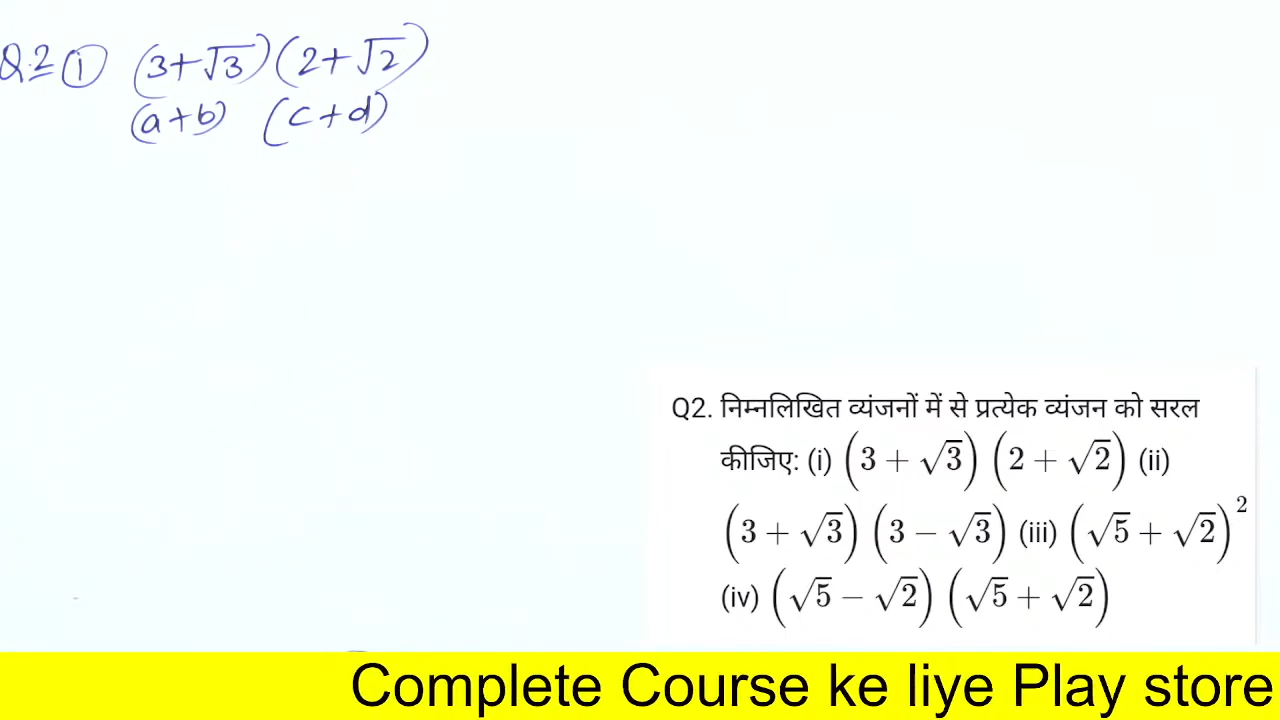 Q.2 (i) (3+√3)(2+√2)
(a+b) (c+d)
Q2. निम्नलिखित व्यंजनों में से प्रत्येक व्यंजन को सरल
कीजिए: (i) (3 + √3) (2 + √2) (ii)
(3 + √3) (3 − √3) (iii) (√5 + √2)²
(iv) (√5 − √2) (√5 + √2)
Complete Course ke liye Play store